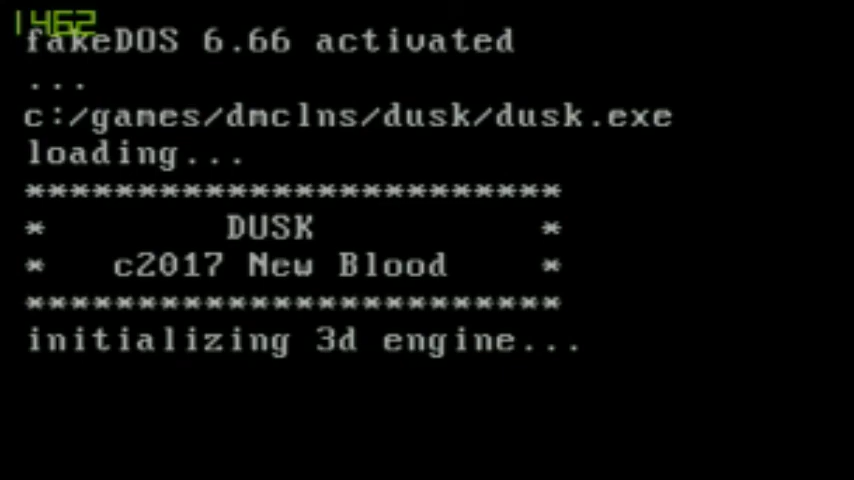 1462
fakeDOS 6.66 activated
...
c:/games/dmclns/dusk/dusk.exe
loading...
************************
* DUSK *
* c2017 New Blood *
************************
initializing 3d engine...